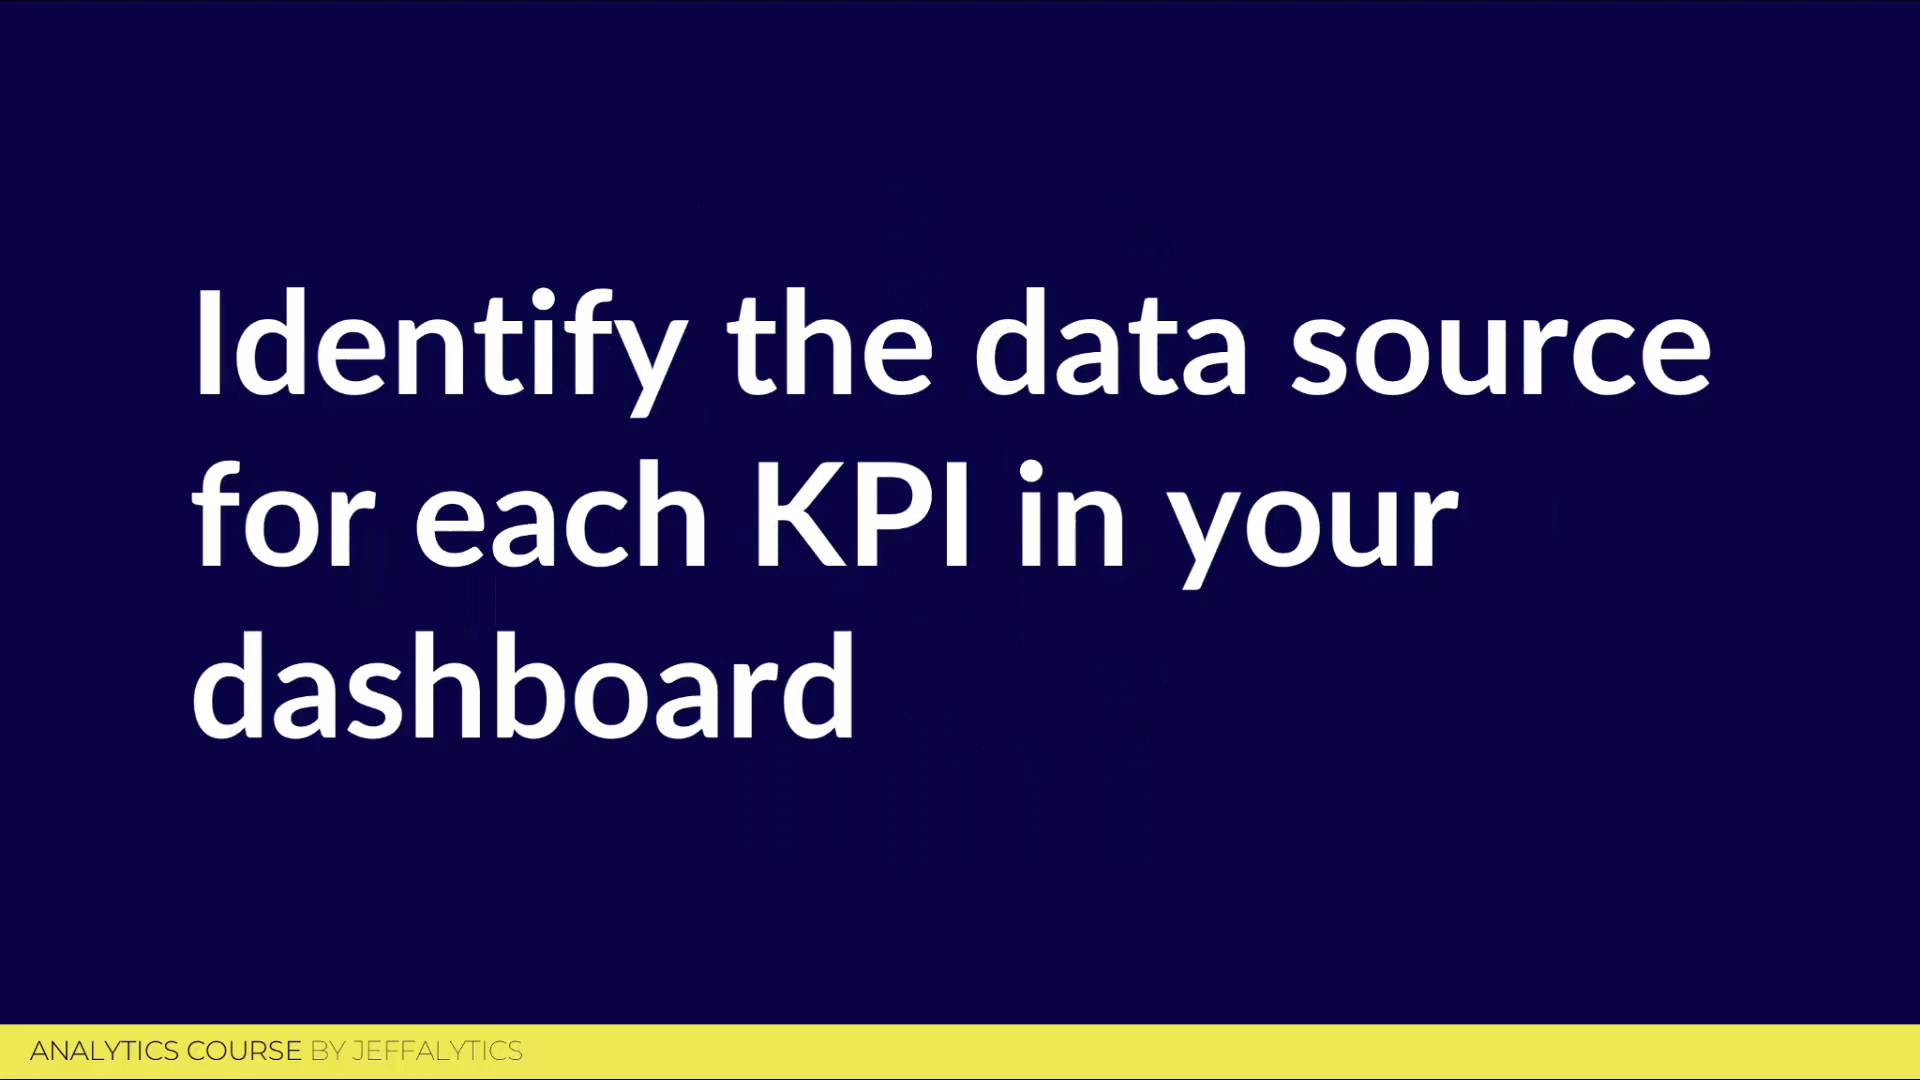 Identify the data source
for each KPI in your
dashboard
ANALYTICS COURSE BY JEFFALYTICS